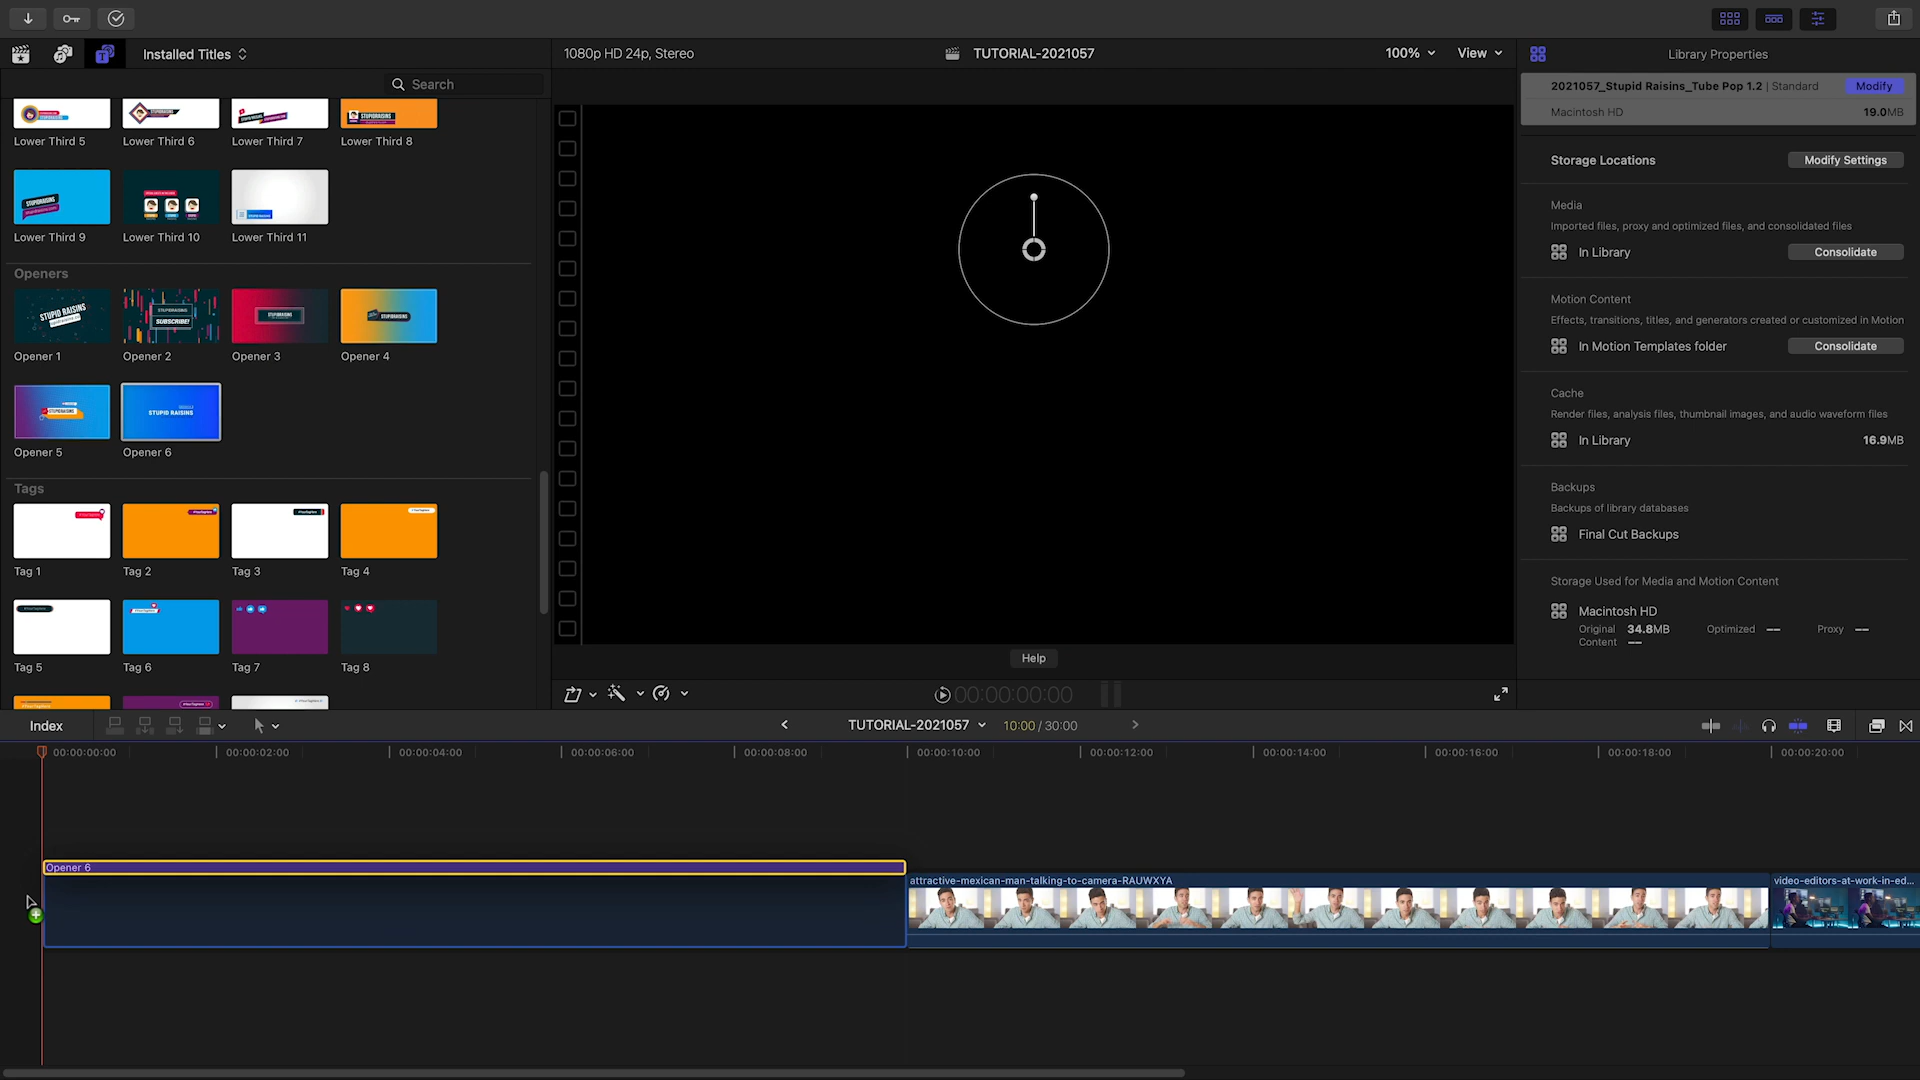 Installed Titles
1080p HD 24p, Stereo
TUTORIAL-2021057
100%
View
Library Properties
Search
2021057_Stupid Raisins_Tube Pop 1.2 | Standard
Modify
Macintosh HD
19.0MB
Lower Third 5
Lower Third 6
Lower Third 7
Lower Third 8
Storage Locations
Modify Settings
Media
Imported files, proxy and optimized files, and consolidated files
In Library
Consolidate
Lower Third 9
Lower Third 10
Lower Third 11
Openers
Motion Content
Effects, transitions, titles, and generators created or customized in Motion
In Motion Templates folder
Consolidate
STUPID RAISINS
STUPIDRAISINS
SUBSCRIBE!
STUPIDRAISINS
STUPIDRAISINS
Opener 1
Opener 2
Opener 3
Opener 4
Cache
Render files, analysis files, thumbnail images, and audio waveform files
In Library
16.9MB
STUPIDRAISINS
STUPID RAISINS
Opener 5
Opener 6
Backups
Backups of library databases
Final Cut Backups
Tags
Tag 1
Tag 2
Tag 3
Tag 4
Storage Used for Media and Motion Content
Macintosh HD
Original 34.8MB
Optimized --
Proxy --
Content --
Tag 5
Tag 6
Tag 7
Tag 8
Help
00:00:00:00
Index
TUTORIAL-2021057
10:00 / 30:00
00:00:00:00
00:00:02:00
00:00:04:00
00:00:06:00
00:00:08:00
00:00:10:00
00:00:12:00
00:00:14:00
00:00:16:00
00:00:18:00
00:00:20:00
Opener 6
attractive-mexican-man-talking-to-camera-RAUWXYA
video-editors-at-work-in-ed...